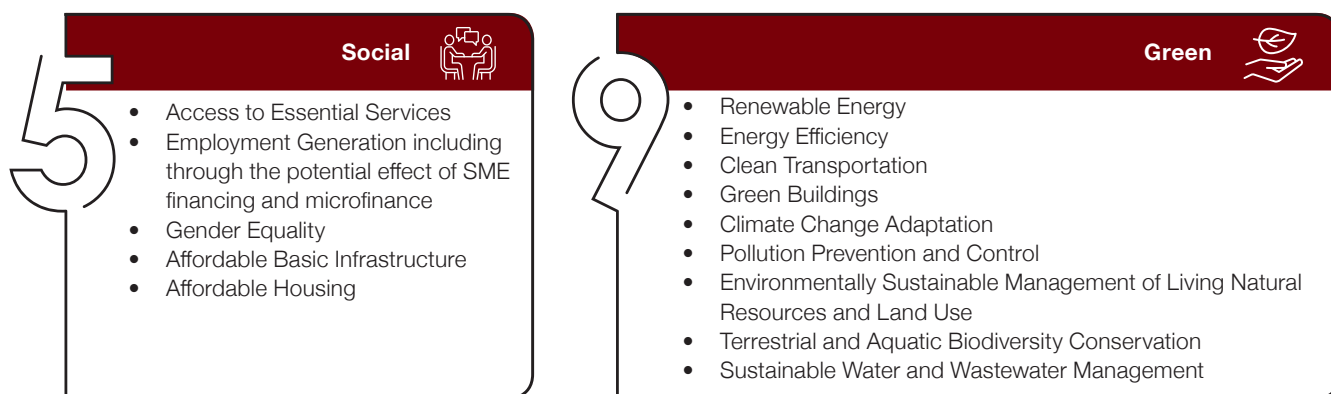 5
Social
• Access to Essential Services
• Employment Generation including
through the potential effect of SME
financing and microfinance
• Gender Equality
• Affordable Basic Infrastructure
• Affordable Housing
9
Green
• Renewable Energy
• Energy Efficiency
• Clean Transportation
• Green Buildings
• Climate Change Adaptation
• Pollution Prevention and Control
• Environmentally Sustainable Management of Living Natural
Resources and Land Use
• Terrestrial and Aquatic Biodiversity Conservation
• Sustainable Water and Wastewater Management